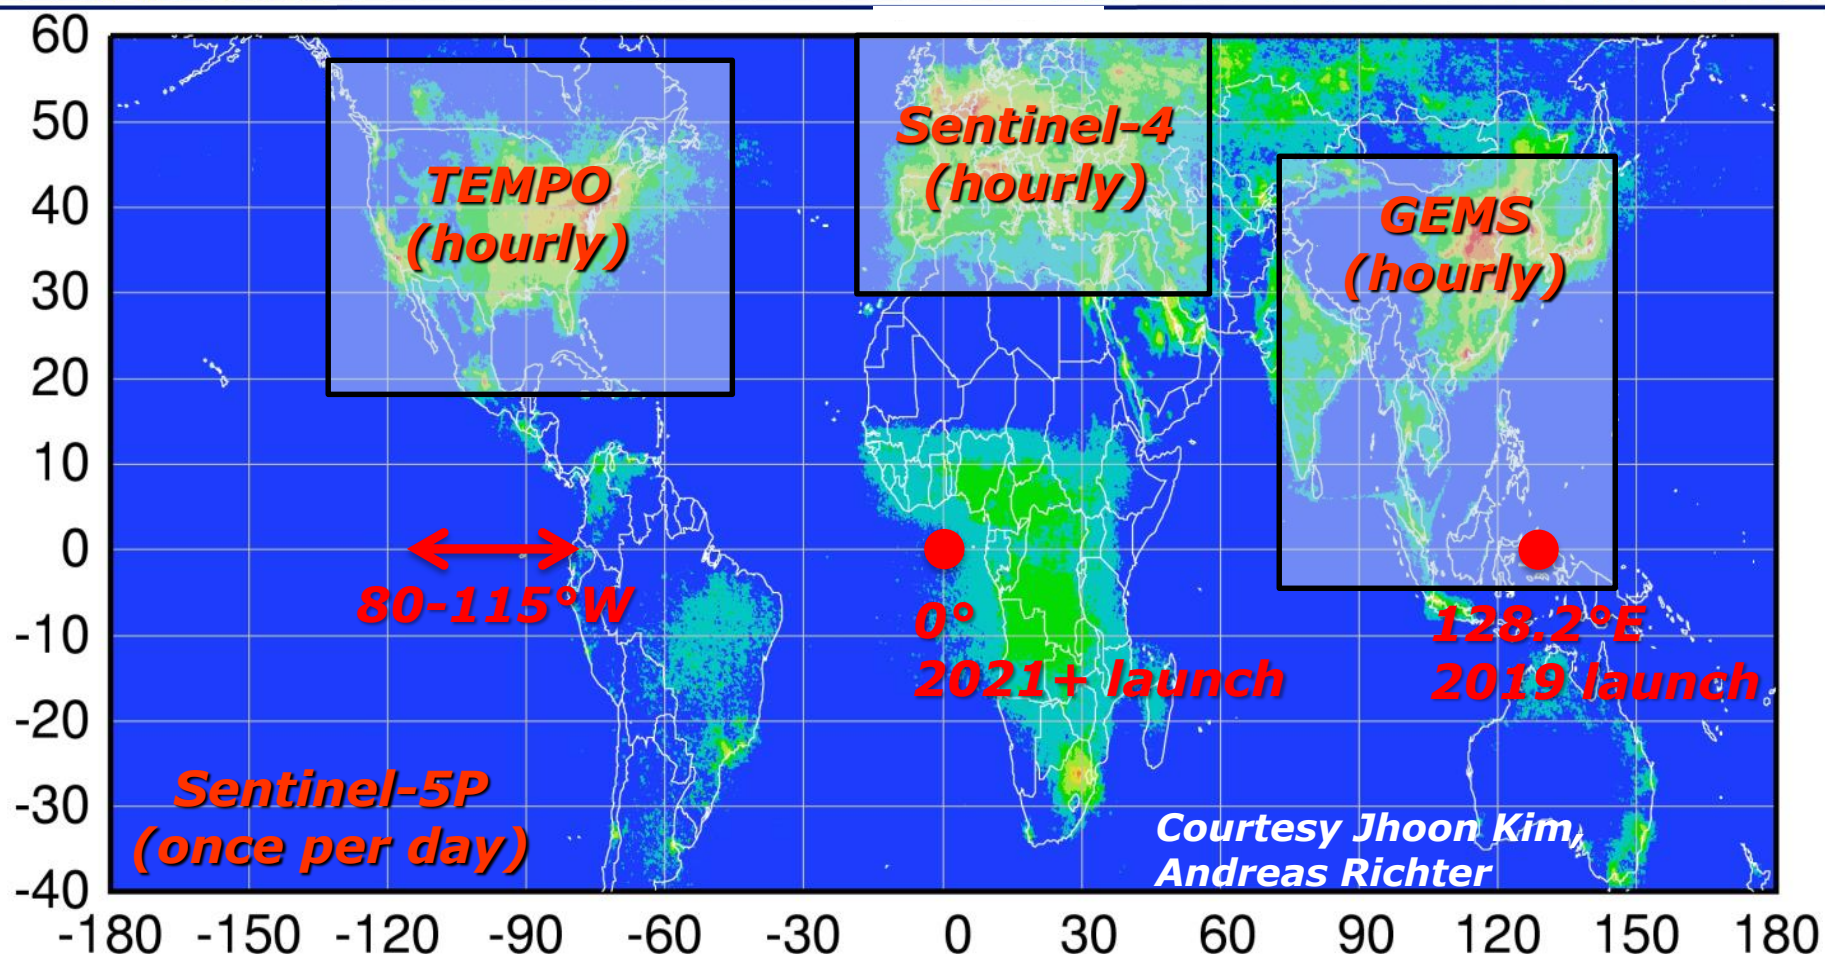 60
50
40
30
20
10
0
-10
-20
-30
-40
TEMPO
(hourly)
Sentinel-4
(hourly)
GEMS
(hourly)
80-115°W
0°
2021+ launch
128.2°E
2019 launch
Sentinel-5P
(once per day)
Courtesy Jhoon Kim,
Andreas Richter
-180 -150 -120 -90 -60 -30 0 30 60 90 120 150 180